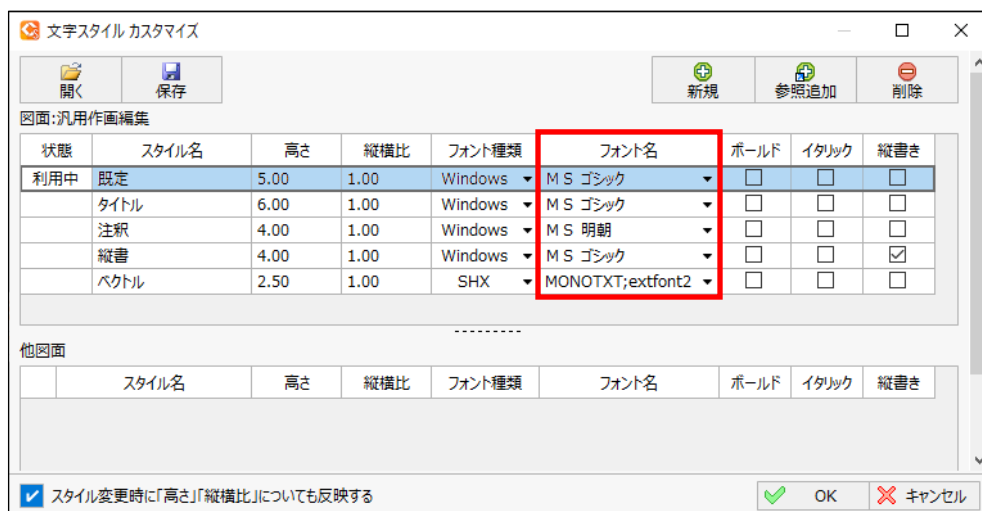 文字スタイル カスタマイズ
開く 保存 新規 参照追加 削除
図面:汎用作画編集
状態 スタイル名 高さ 縦横比 フォント種類 フォント名 ボールド イタリック 縦書き
利用中 既定 5.00 1.00 Windows ＭＳ ゴシック
タイトル 6.00 1.00 Windows ＭＳ ゴシック
注釈 4.00 1.00 Windows ＭＳ 明朝
縦書 4.00 1.00 Windows ＭＳ ゴシック
ベクトル 2.50 1.00 SHX MONOTXT;extfont2
他図面
スタイル名 高さ 縦横比 フォント種類 フォント名 ボールド イタリック 縦書き
スタイル変更時に｢高さ｣｢縦横比｣についても反映する
OK キャンセル